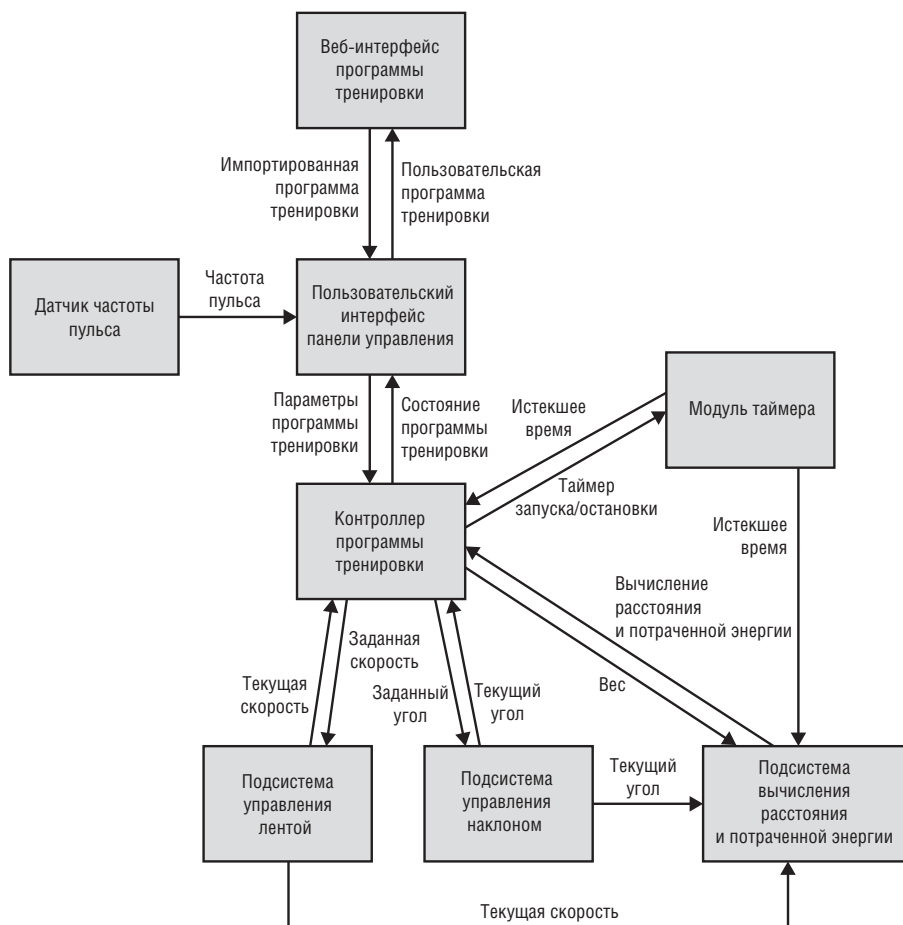 Веб-интерфейс
программы
тренировки
Импортированная
программа
тренировки
Пользовательская
программа
тренировки
Датчик частоты
пульса
Частота
пульса
Пользовательский
интерфейс
панели управления
Параметры
программы
тренировки
Состояние
программы
тренировки
Истекшее
время
Модуль таймера
Таймер
запуска/остановки
Контроллер
программы
тренировки
Истекшее
время
Вычисление
расстояния
и потраченной энергии
Вес
Текущая
скорость
Заданная
скорость
Заданный
угол
Текущий
угол
Подсистема
управления
лентой
Подсистема
управления
наклоном
Текущий
угол
Подсистема
вычисления
расстояния
и потраченной энергии
Текущая скорость